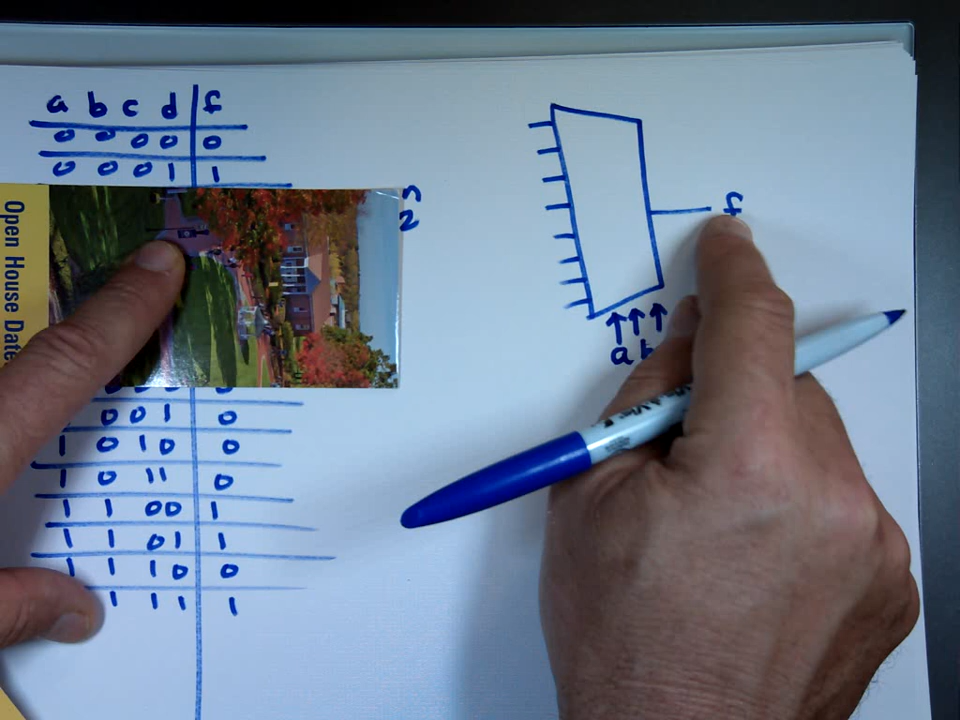 a b c d f
0 0 0 0 0
0 0 0 1 1
Open House Date
0 0 1 0
1 0 1 0 0
1 0 1 1 0
1 1 0 0 1
1 1 0 1 1
1 1 1 0 0
1 1 1 1
f
a b